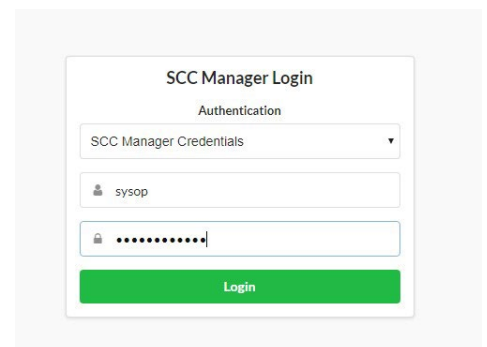 SCC Manager Login
Authentication
SCC Manager Credentials
sysop
••••••••••••
Login